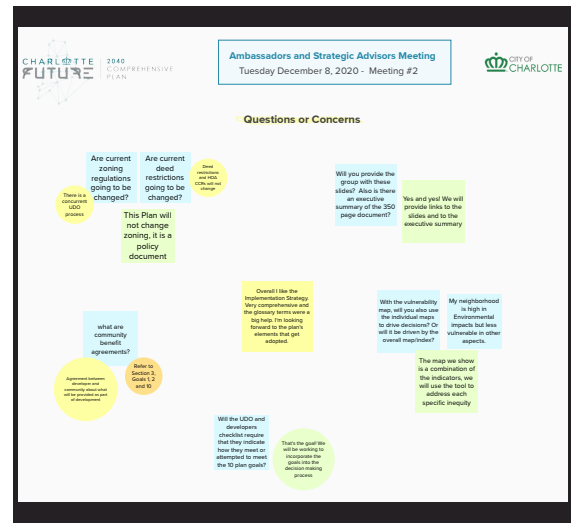 CHARLOTTE
FUTURE
2040
COMPREHENSIVE
PLAN
Ambassadors and Strategic Advisors Meeting
Tuesday December 8, 2020 - Meeting #2
CITY OF
CHARLOTTE
Questions or Concerns
Are current
zoning
regulations
going to be
changed?
Are current
deed
restrictions
going to be
changed?
Deed
restrictions
and HOA
CCRs will not
change
There is a
concurrent
UDO
process
This Plan will
not change
zoning, it is a
policy
document
Will you provide the
group with these
slides? Also is there
an executive
summary of the 350
page document?
Yes and yes! We will
provide links to the
slides and to the
executive summary
Overall I like the
Implementation Strategy.
Very comprehensive and
the glossary terms were a
big help. I'm looking
forward to the plan's
elements that get
adopted.
With the vulnerability
map, will you also use
the individual maps
to drive decisions? Or
will it be driven by the
overall map/index?
My neighborhood
is high in
Environmental
impacts but less
vulnerable in other
aspects.
The map we show
is a combination of
the indicators, we
will use the tool to
address each
specific inequity
what are
community
benefit
agreements?
Agreement between
developer and
community about what
will be provided as part
of development
Refer to
Section 3,
Goals 1, 2
and 10
Will the UDO and
developers
checklist require
that they indicate
how they meet or
attempted to meet
the 10 plan goals?
That's the goal! We
will be working to
incorporate the
goals into the
decision making
process